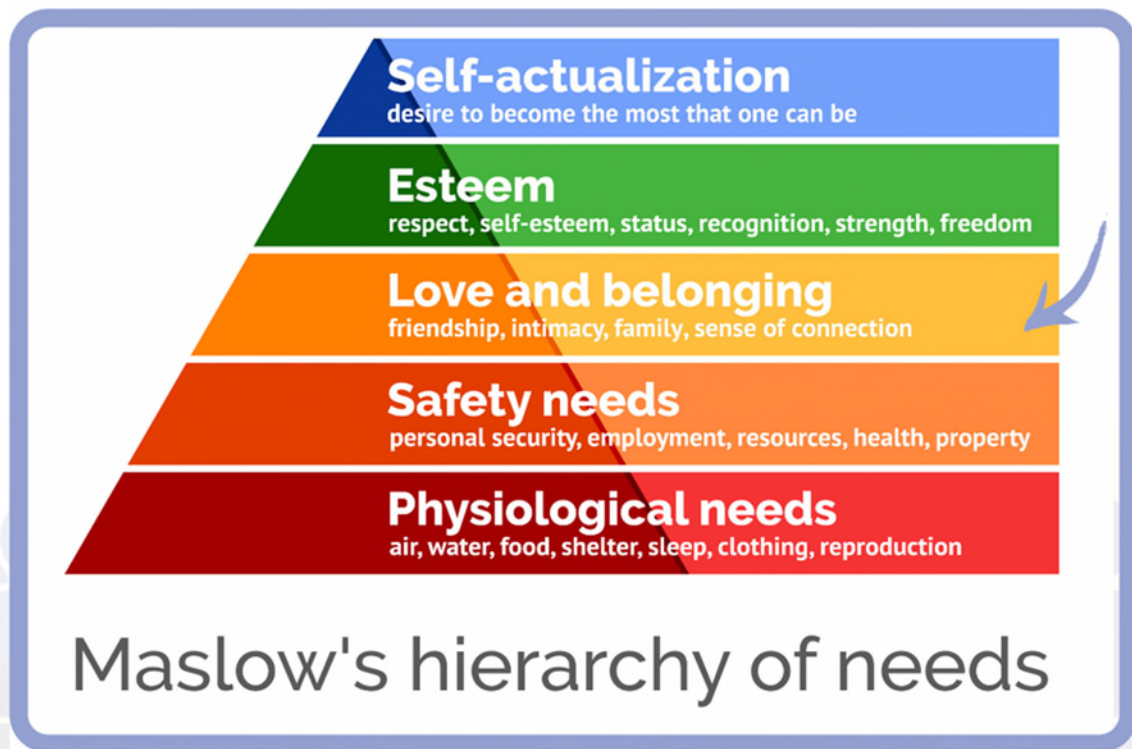 Self-actualization
desire to become the most that one can be
Esteem
respect, self-esteem, status, recognition, strength, freedom
Love and belonging
friendship, intimacy, family, sense of connection
Safety needs
personal security, employment, resources, health, property
Physiological needs
air, water, food, shelter, sleep, clothing, reproduction
Maslow's hierarchy of needs